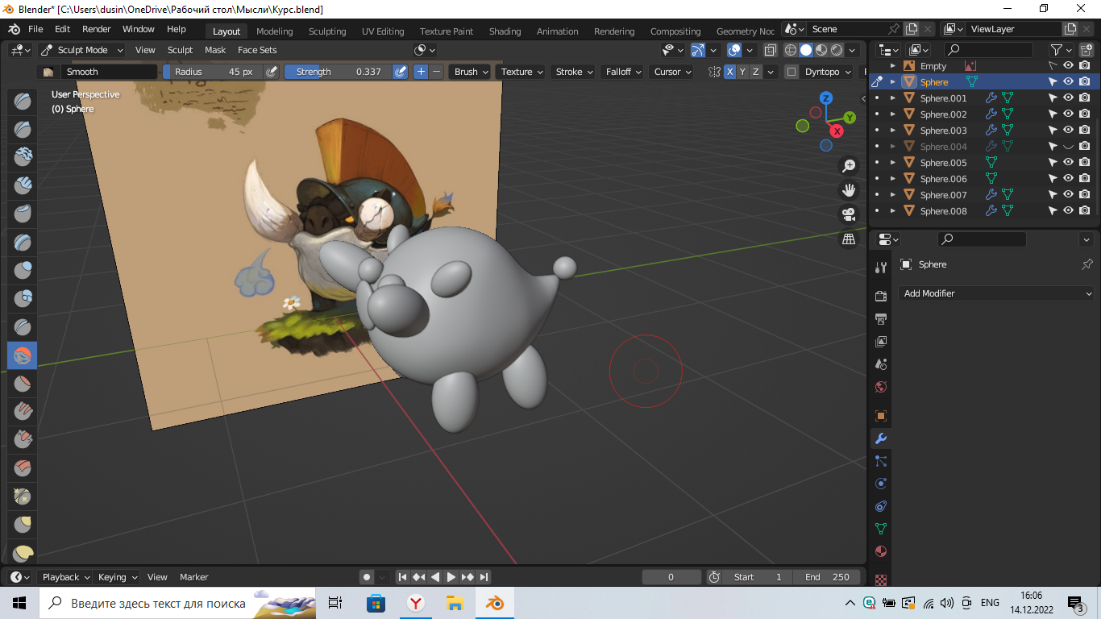 Blender* [C:\Users\dusin\OneDrive\Рабочий стол\Мысли\Курс.blend]
File Edit Render Window Help Layout Modeling Sculpting UV Editing Texture Paint Shading Animation Rendering Compositing Geometry Noc Scene ViewLayer
Sculpt Mode View Sculpt Mask Face Sets
Smooth Radius 45 px Strength 0.337 Brush Texture Stroke Falloff Cursor X Y Z Dyntopo
User Perspective
(0) Sphere
Z
Y
X
Empty
Sphere
Sphere.001
Sphere.002
Sphere.003
Sphere.004
Sphere.005
Sphere.006
Sphere.007
Sphere.008
Sphere
Add Modifier
Playback Keying View Marker 0 Start 1 End 250
Введите здесь текст для поиска
ENG
16:06
14.12.2022
3